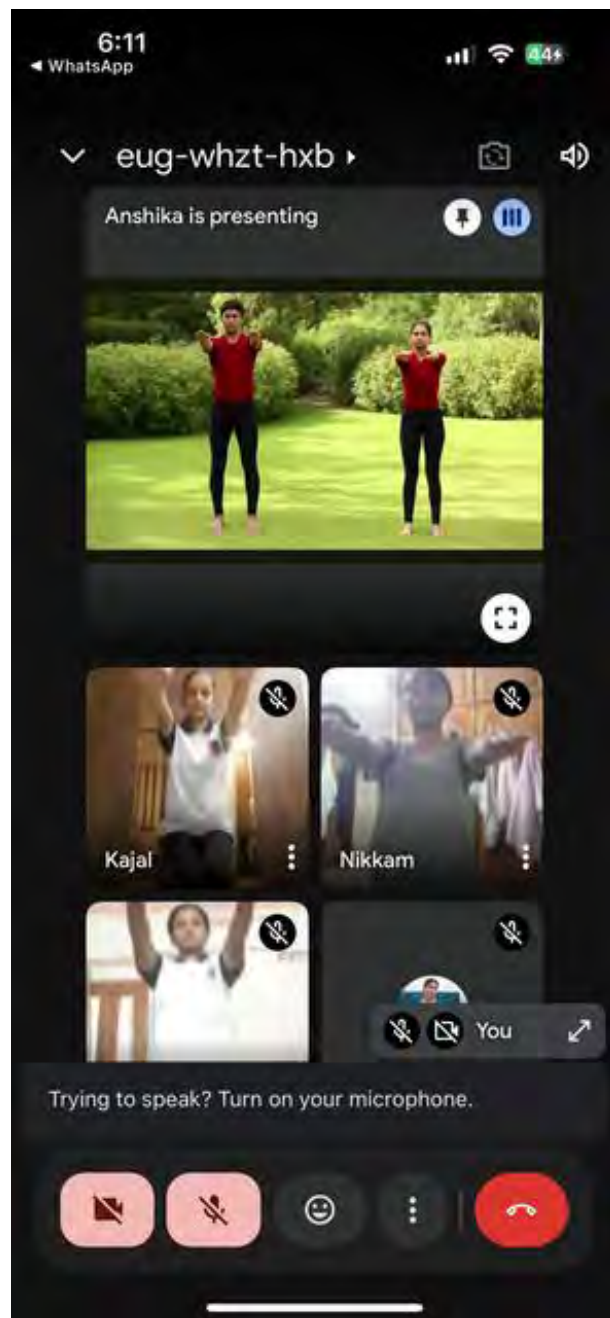 6:11
◀ WhatsApp
44
eug-whzt-hxb
Anshika is presenting
Kajal
Nikkam
You
Trying to speak? Turn on your microphone.